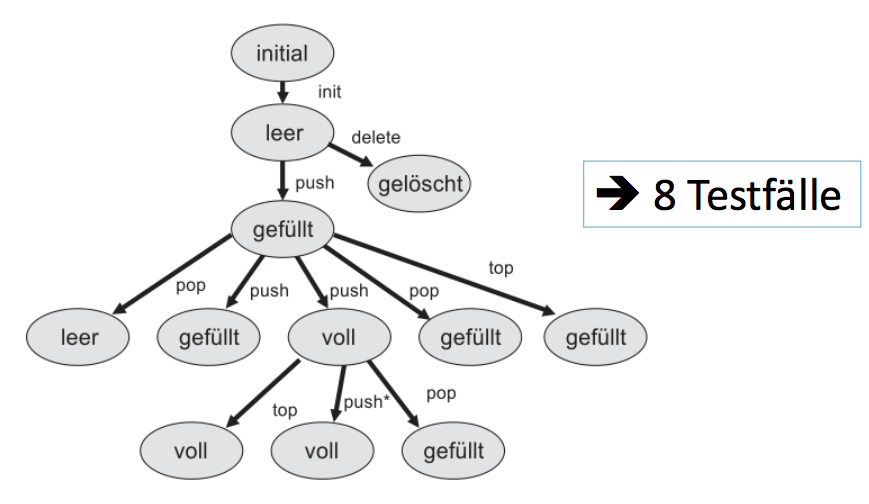 initial
init
leer
delete
push
gelöscht
gefüllt
pop
push
push
pop
top
leer
gefüllt
voll
gefüllt
gefüllt
top
push*
pop
voll
voll
gefüllt
➔ 8 Testfälle